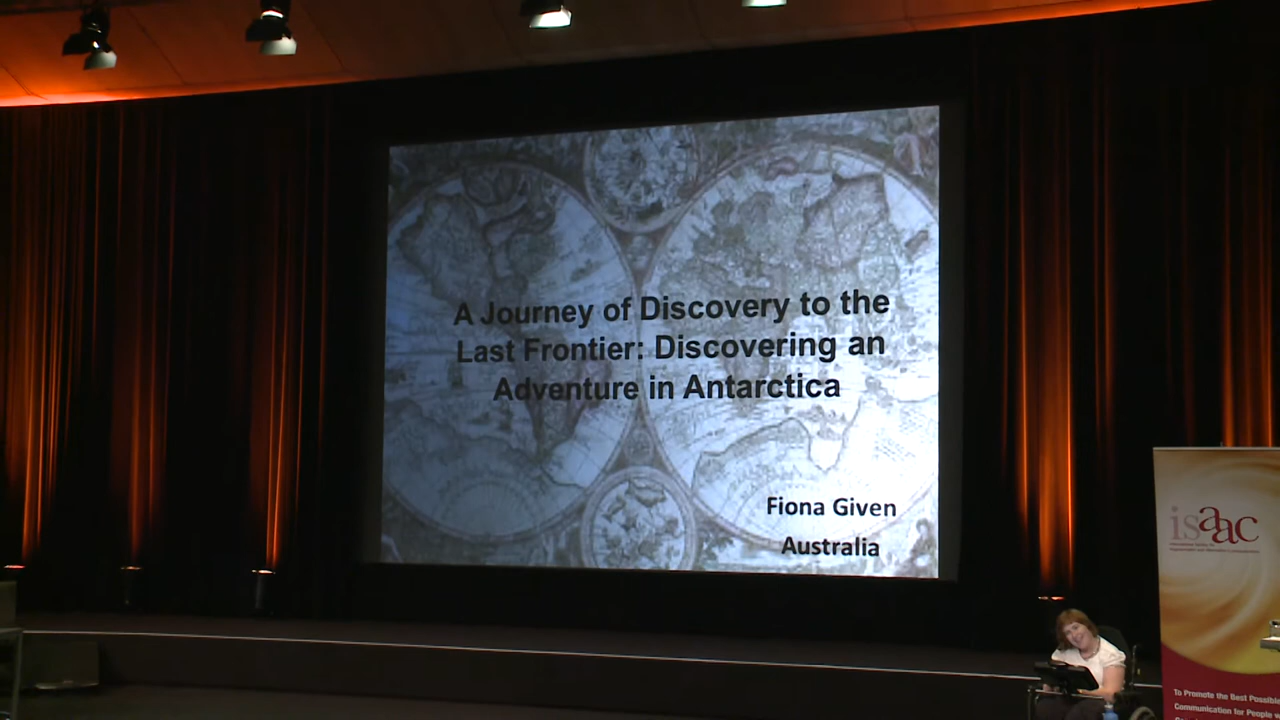 A Journey of Discovery to the
Last Frontier: Discovering an
Adventure in Antarctica
Fiona Given
Australia
isaac
To Promote the Best Possible
Communication for People